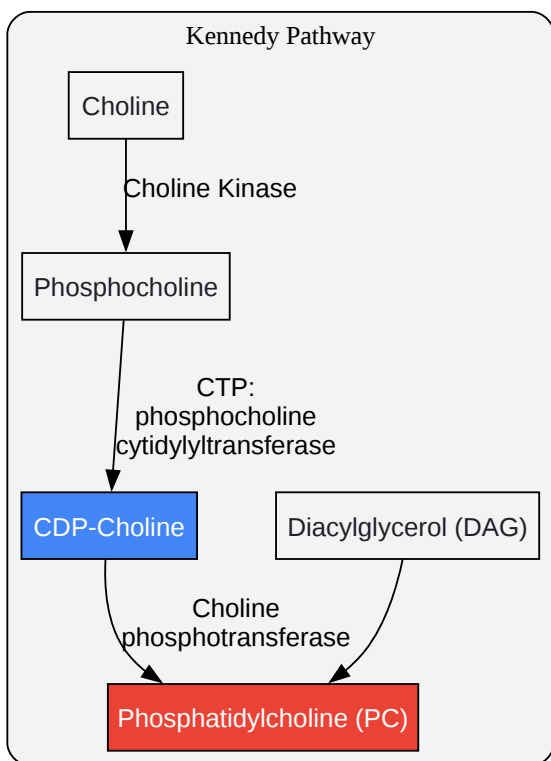 Kennedy Pathway
Choline
Choline Kinase
Phosphocholine
CTP:
phosphocholine
cytidylyltransferase
CDP-Choline
Diacylglycerol (DAG)
Choline
phosphotransferase
Phosphatidylcholine (PC)